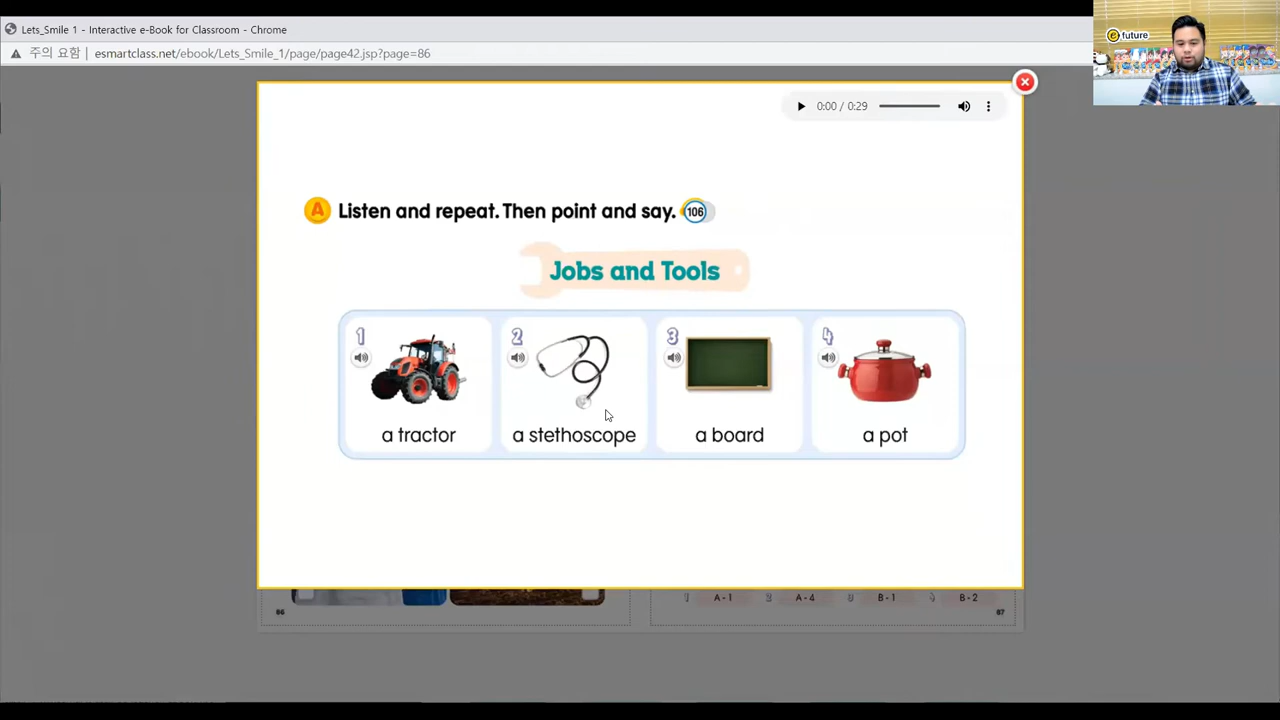 Lets_Smile 1 - Interactive e-Book for Classroom - Chrome
주의 요함 | esmartclass.net/ebook/Lets_Smile_1/page/page42.jsp?page=86
e future
0:00 / 0:29
A Listen and repeat. Then point and say. 106
Jobs and Tools
1 2 3 4
a tractor a stethoscope a board a pot
A - 1 A - 4 B - 1 B - 2
86 87